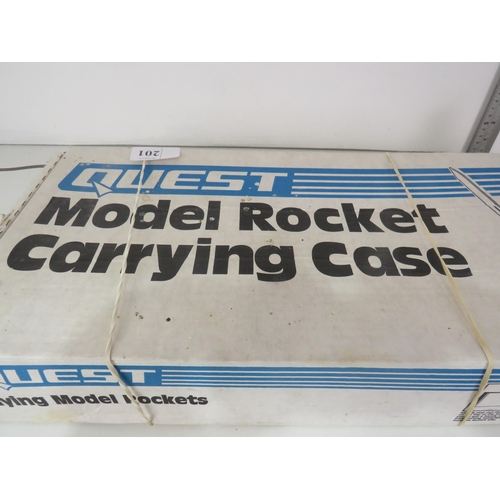 201
QUEST
Model Rocket
Carrying Case
QUEST
ying Model Rockets